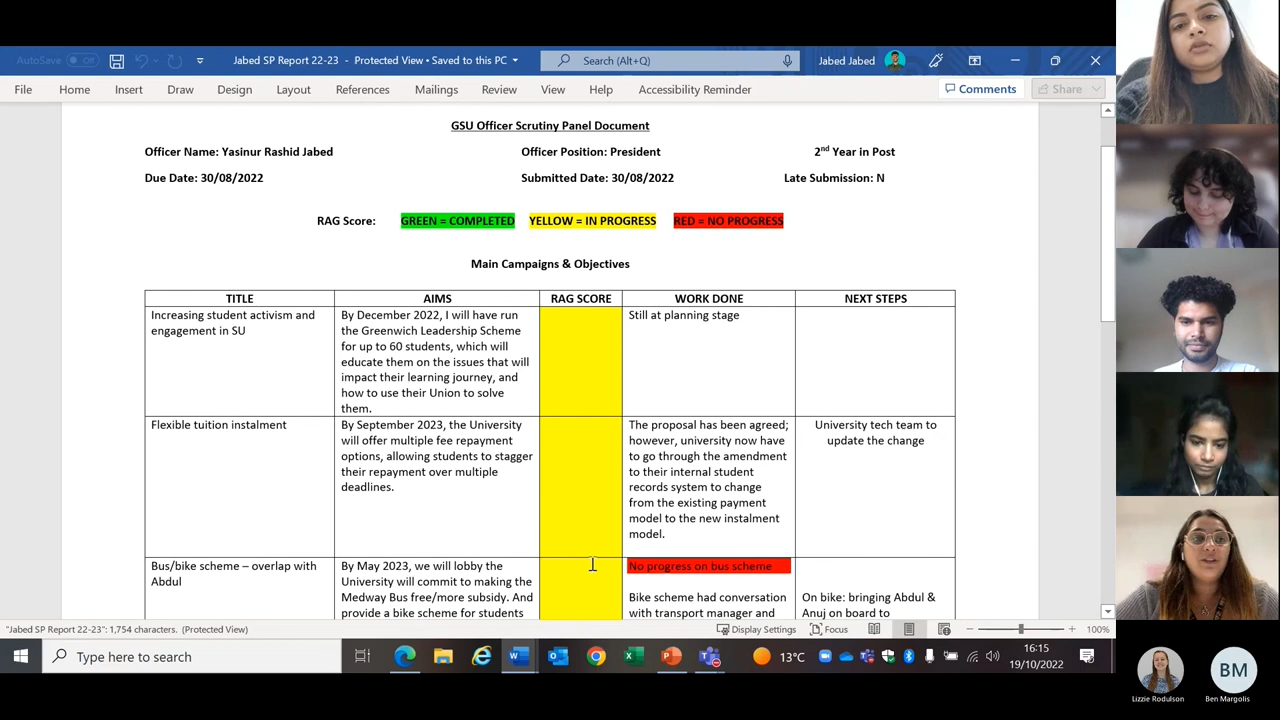 AutoSave Off
Jabed SP Report 22-23 - Protected View • Saved to this PC
Search (Alt+Q)
Jabed Jabed
File Home Insert Draw Design Layout References Mailings Review View Help Accessibility Reminder
Comments
Share
GSU Officer Scrutiny Panel Document
Officer Name: Yasinur Rashid Jabed Officer Position: President 2nd Year in Post
Due Date: 30/08/2022 Submitted Date: 30/08/2022 Late Submission: N
RAG Score: GREEN = COMPLETED YELLOW = IN PROGRESS RED = NO PROGRESS
Main Campaigns & Objectives
TITLE AIMS RAG SCORE WORK DONE NEXT STEPS
Increasing student activism and
engagement in SU
By December 2022, I will have run
the Greenwich Leadership Scheme
for up to 60 students, which will
educate them on the issues that will
impact their learning journey, and
how to use their Union to solve
them.
Still at planning stage
Flexible tuition instalment
By September 2023, the University
will offer multiple fee repayment
options, allowing students to stagger
their repayment over multiple
deadlines.
The proposal has been agreed;
however, university now have
to go through the amendment
to their internal student
records system to change
from the existing payment
model to the new instalment
model.
University tech team to
update the change
Bus/bike scheme – overlap with
Abdul
By May 2023, we will lobby the
University will commit to making the
Medway Bus free/more subsidy. And
provide a bike scheme for students
No progress on bus scheme
Bike scheme had conversation
with transport manager and
On bike: bringing Abdul &
Anuj on board to
"Jabed SP Report 22-23": 1,754 characters. (Protected View)
Display Settings
Focus
100%
Type here to search
13°C
16:15
19/10/2022
Lizzie Rodulson
BM
Ben Margolis